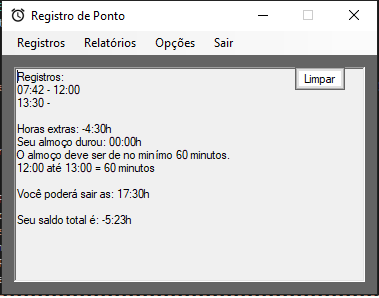 Registro de Ponto
Registros Relatórios Opções Sair
Registros:
Limpar
07:42 - 12:00
13:30 -
Horas extras: -4:30h
Seu almoço durou: 00:00h
O almoço deve ser de no minímo 60 minutos.
12:00 até 13:00 = 60 minutos
Você poderá sair as: 17:30h
Seu saldo total é: -5:23h